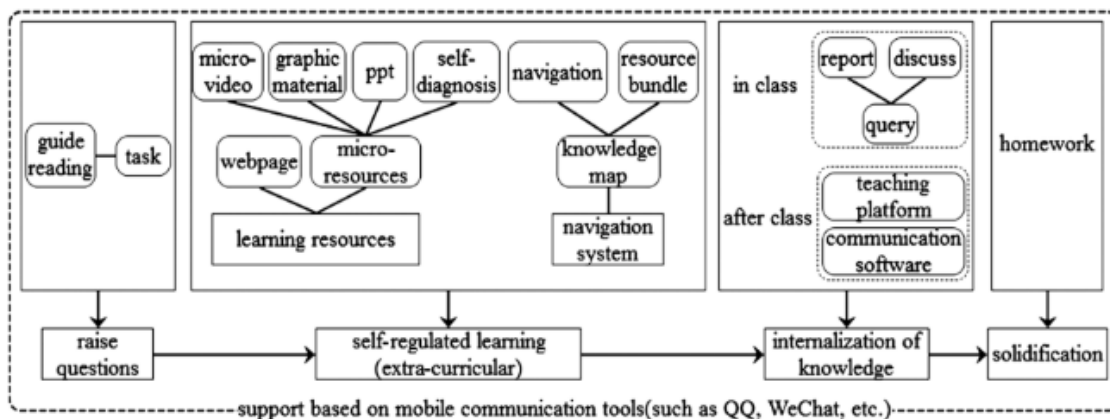 guide
reading
task
micro-
video
graphic
material
ppt
self-
diagnosis
navigation
resource
bundle
webpage
micro-
resources
knowledge
map
learning resources
navigation
system
in class
report
discuss
query
after class
teaching
platform
communication
software
homework
raise
questions
self-regulated learning
(extra-curricular)
internalization of
knowledge
solidification
support based on mobile communication tools(such as QQ, WeChat, etc.)